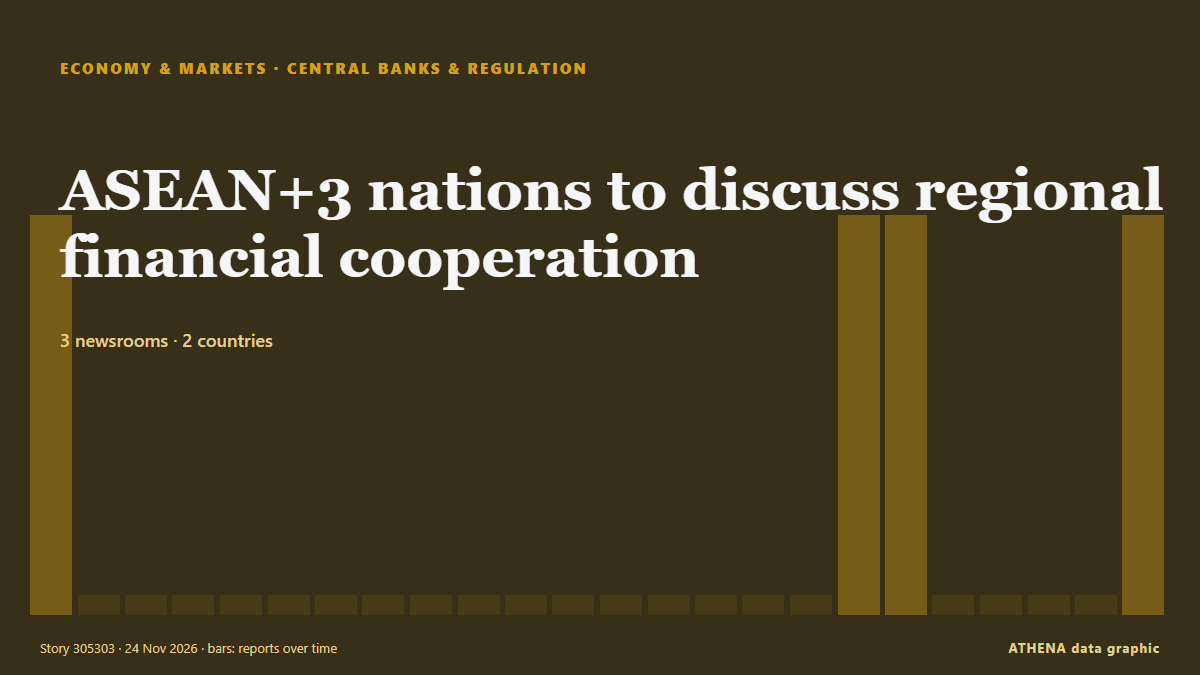 ECONOMY & MARKETS · CENTRAL BANKS & REGULATION
ASEAN+3 nations to discuss regional
financial cooperation
3 newsrooms · 2 countries
Story 305303 · 24 Nov 2026 · bars: reports over time
ATHENA data graphic